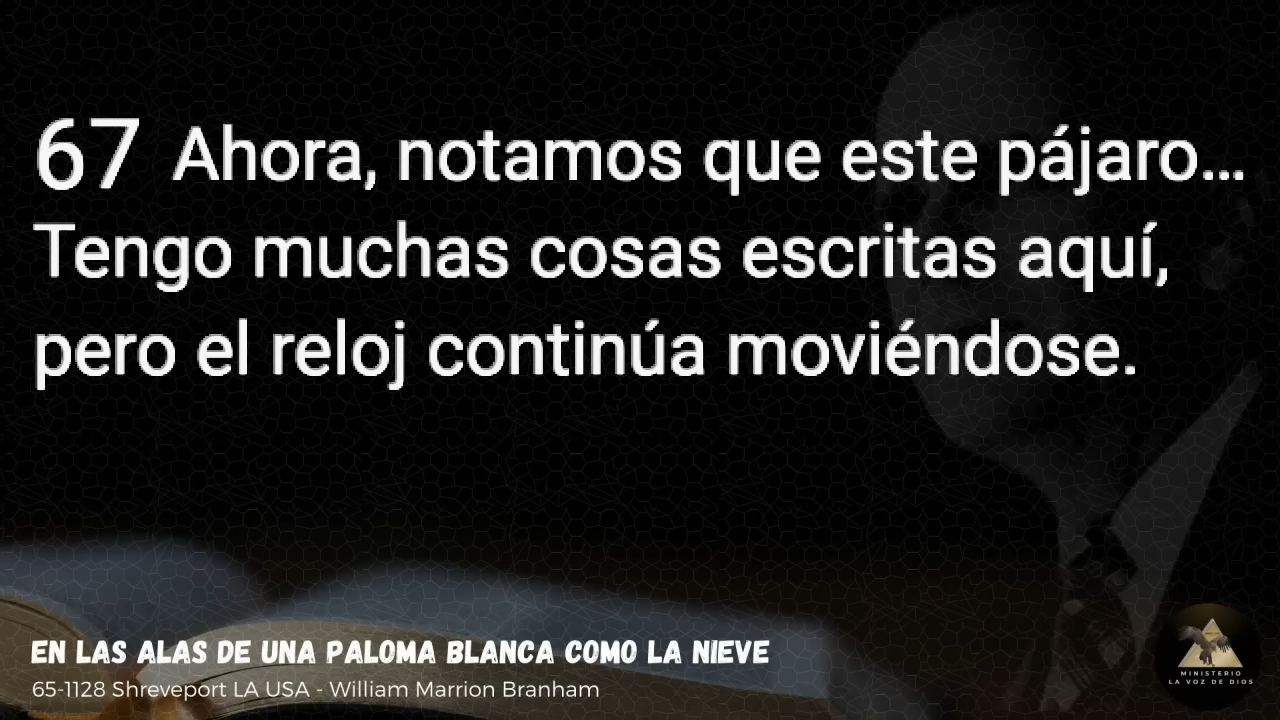 67 Ahora, notamos que este pájaro...
Tengo muchas cosas escritas aquí,
pero el reloj continúa moviéndose.
EN LAS ALAS DE UNA PALOMA BLANCA COMO LA NIEVE
65-1128 Shreveport LA USA - William Marrion Branham
MINISTERIO
LA VOZ DE DIOS